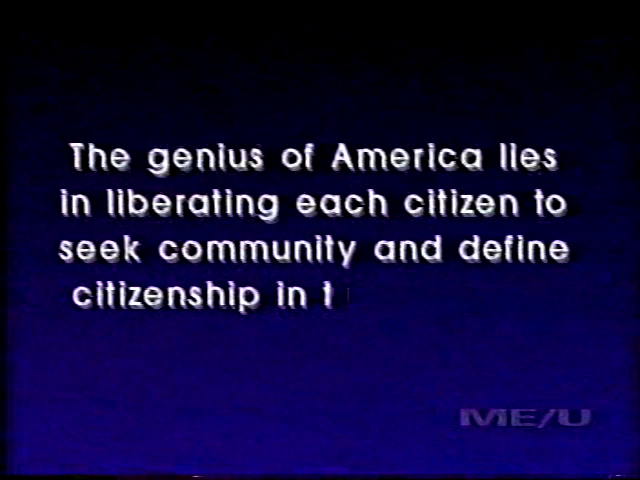 The genius of America lies
in liberating each citizen to
seek community and define
citizenship in t
ME/U